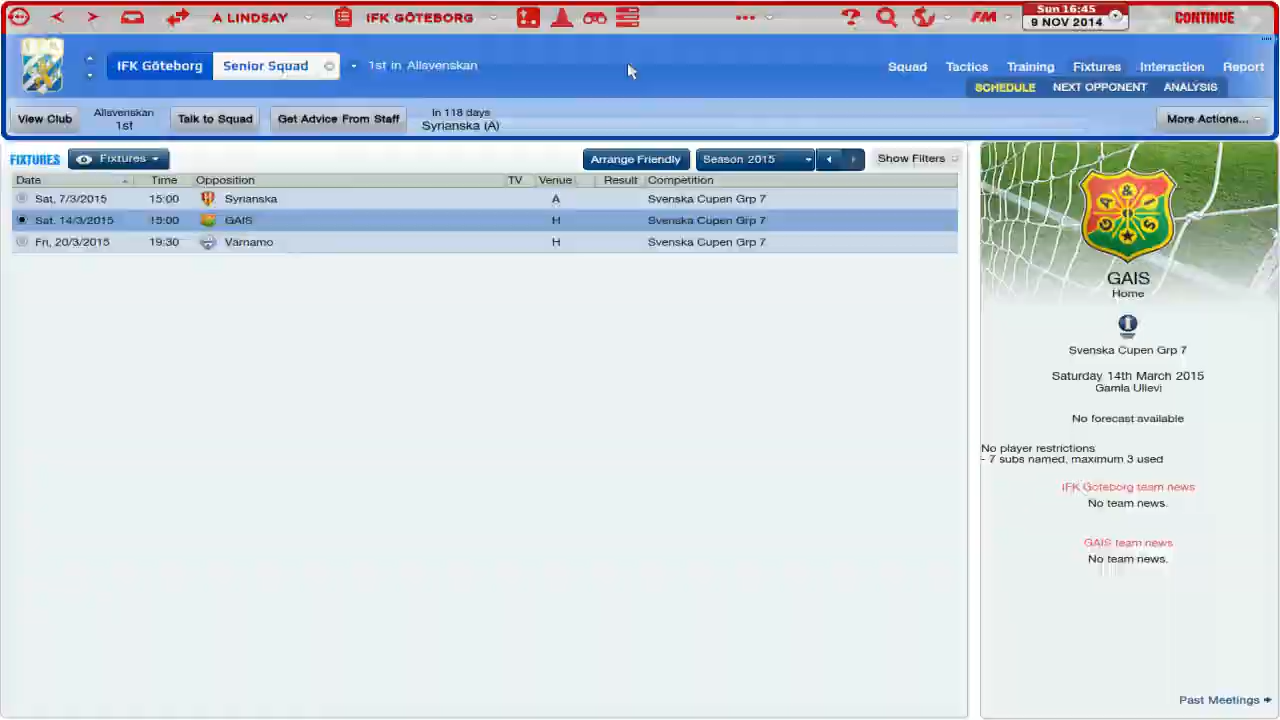 A LINDSAY
IFK GÖTEBORG
FM
Sun 16:45
9 NOV 2014
CONTINUE
IFK Göteborg
Senior Squad
1st in Allsvenskan
Squad
Tactics
Training
Fixtures
Interaction
Report
SCHEDULE
NEXT OPPONENT
ANALYSIS
View Club
Allsvenskan
1st
Talk to Squad
Get Advice From Staff
In 118 days
Syrianska (A)
More Actions...
FIXTURES
Fixtures
Arrange Friendly
Season 2015
Show Filters
Date Time Opposition TV Venue Result Competition
Sat, 7/3/2015 15:00 Syrianska A Svenska Cupen Grp 7
Sat, 14/3/2015 15:00 GAIS H Svenska Cupen Grp 7
Fri, 20/3/2015 19:30 Värnamo H Svenska Cupen Grp 7
GAIS
Home
Svenska Cupen Grp 7
Saturday 14th March 2015
Gamla Ullevi
No forecast available
No player restrictions
- 7 subs named, maximum 3 used
IFK Göteborg team news
No team news.
GAIS team news
No team news.
Past Meetings